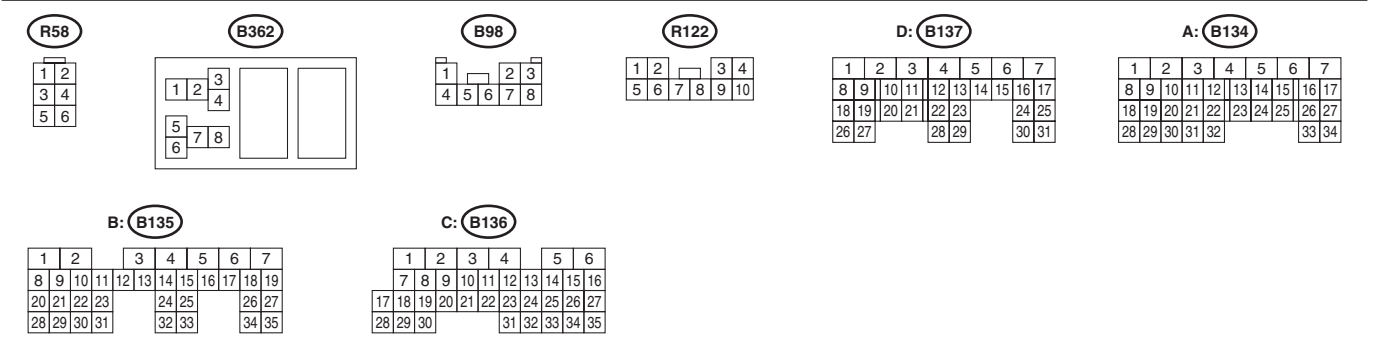 R58 B362 B98 R122 D: B137 A: B134
1 2
3 4
5 6
1 2 3
4
5 7 8
6
1 2 3
4 5 6 7 8
1 2 3 4
5 6 7 8 9 10
1 2 3 4 5 6 7
8 9 10 11 12 13 14 15 16 17
18 19 20 21 22 23 24 25
26 27 28 29 30 31
1 2 3 4 5 6 7
8 9 10 11 12 13 14 15 16 17
18 19 20 21 22 23 24 25 26 27
28 29 30 31 32 33 34
B: B135 C: B136
1 2 3 4 5 6 7
8 9 10 11 12 13 14 15 16 17 18 19
20 21 22 23 24 25 26 27
28 29 30 31 32 33 34 35
1 2 3 4 5 6
7 8 9 10 11 12 13 14 15 16
17 18 19 20 21 22 23 24 25 26 27
28 29 30 31 32 33 34 35